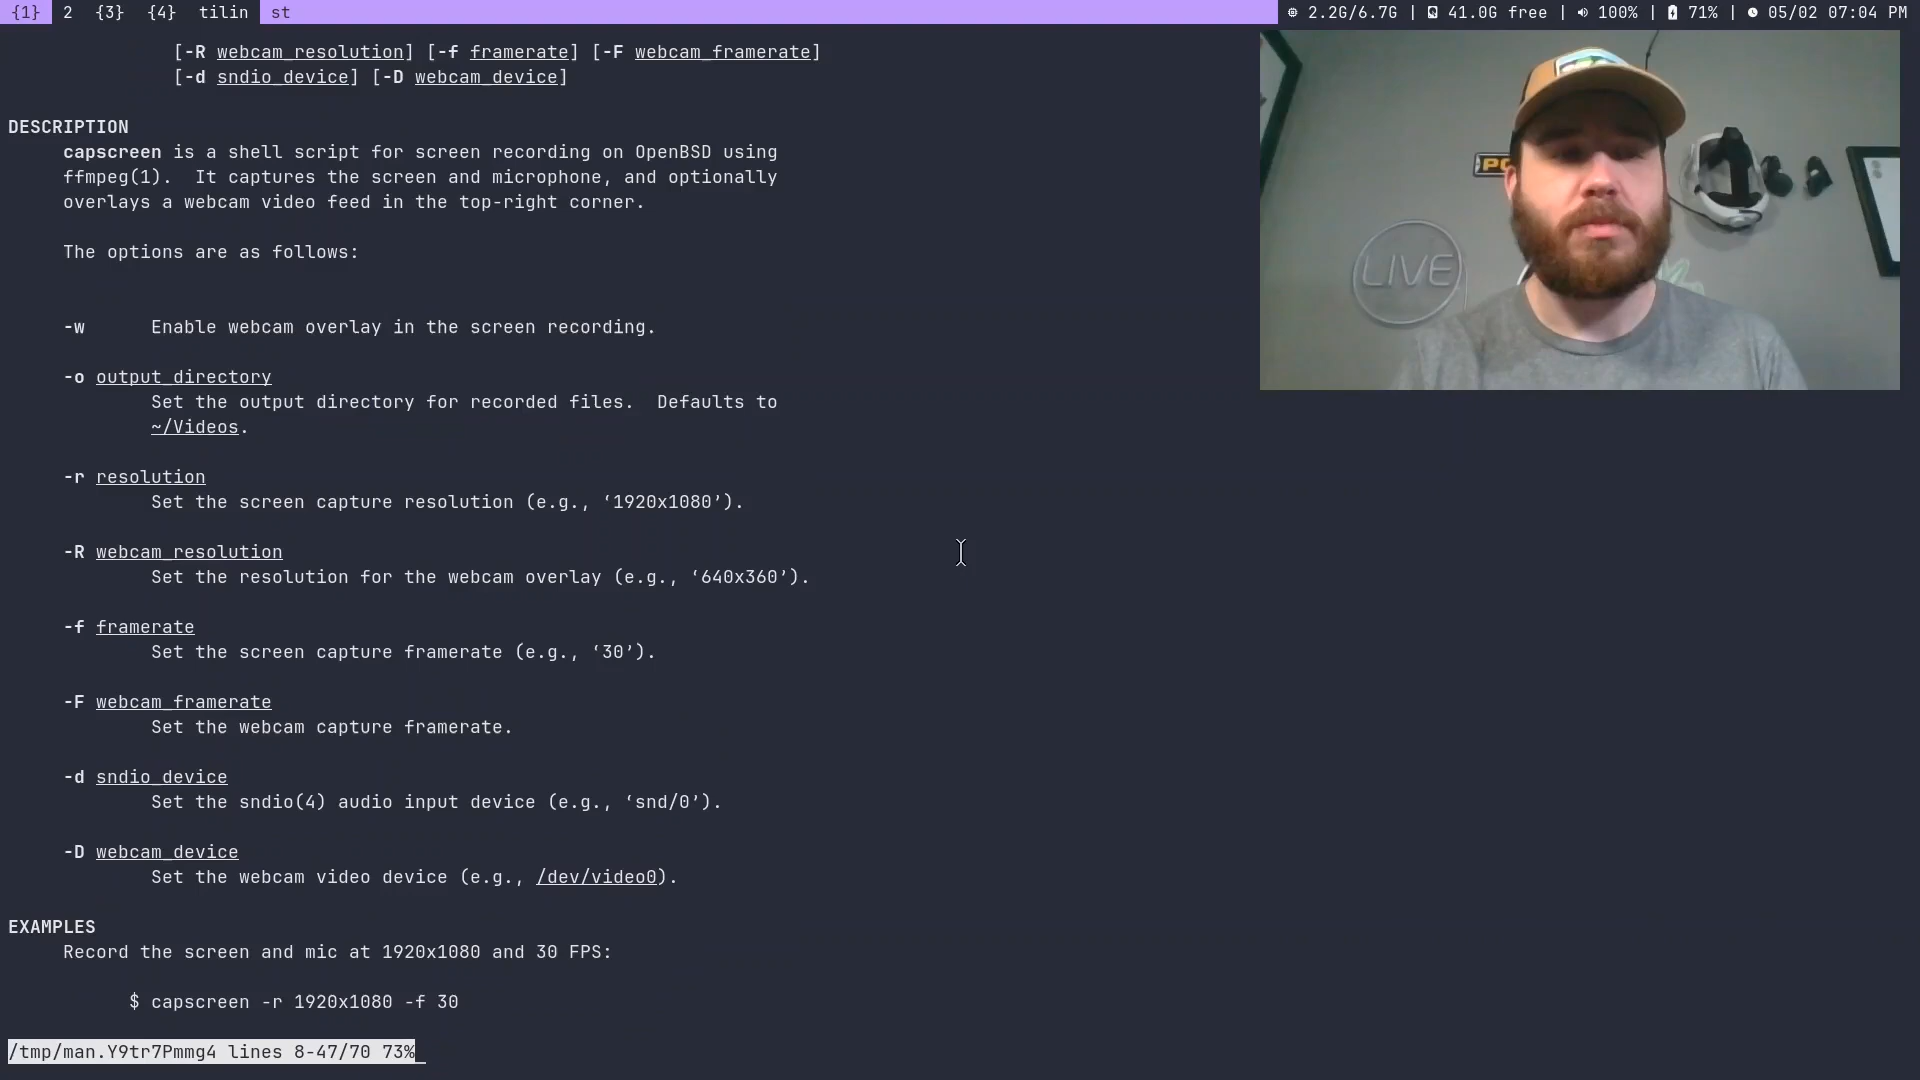 {1} 2 {3} {4} tilin st 2.2G/6.7G | 41.0G free | 100% | 71% | 05/02 07:04 PM
[-R webcam_resolution] [-f framerate] [-F webcam_framerate]
[-d sndio_device] [-D webcam_device]
DESCRIPTION
capscreen is a shell script for screen recording on OpenBSD using
ffmpeg(1).  It captures the screen and microphone, and optionally
overlays a webcam video feed in the top-right corner.
The options are as follows:
-w      Enable webcam overlay in the screen recording.
-o output_directory
Set the output directory for recorded files.  Defaults to
~/Videos.
-r resolution
Set the screen capture resolution (e.g., ‘1920x1080’).
-R webcam_resolution
Set the resolution for the webcam overlay (e.g., ‘640x360’).
-f framerate
Set the screen capture framerate (e.g., ‘30’).
-F webcam_framerate
Set the webcam capture framerate.
-d sndio_device
Set the sndio(4) audio input device (e.g., ‘snd/0’).
-D webcam_device
Set the webcam video device (e.g., /dev/video0).
EXAMPLES
Record the screen and mic at 1920x1080 and 30 FPS:
$ capscreen -r 1920x1080 -f 30
/tmp/man.Y9tr7Pmmg4 lines 8-47/70 73%
LIVE